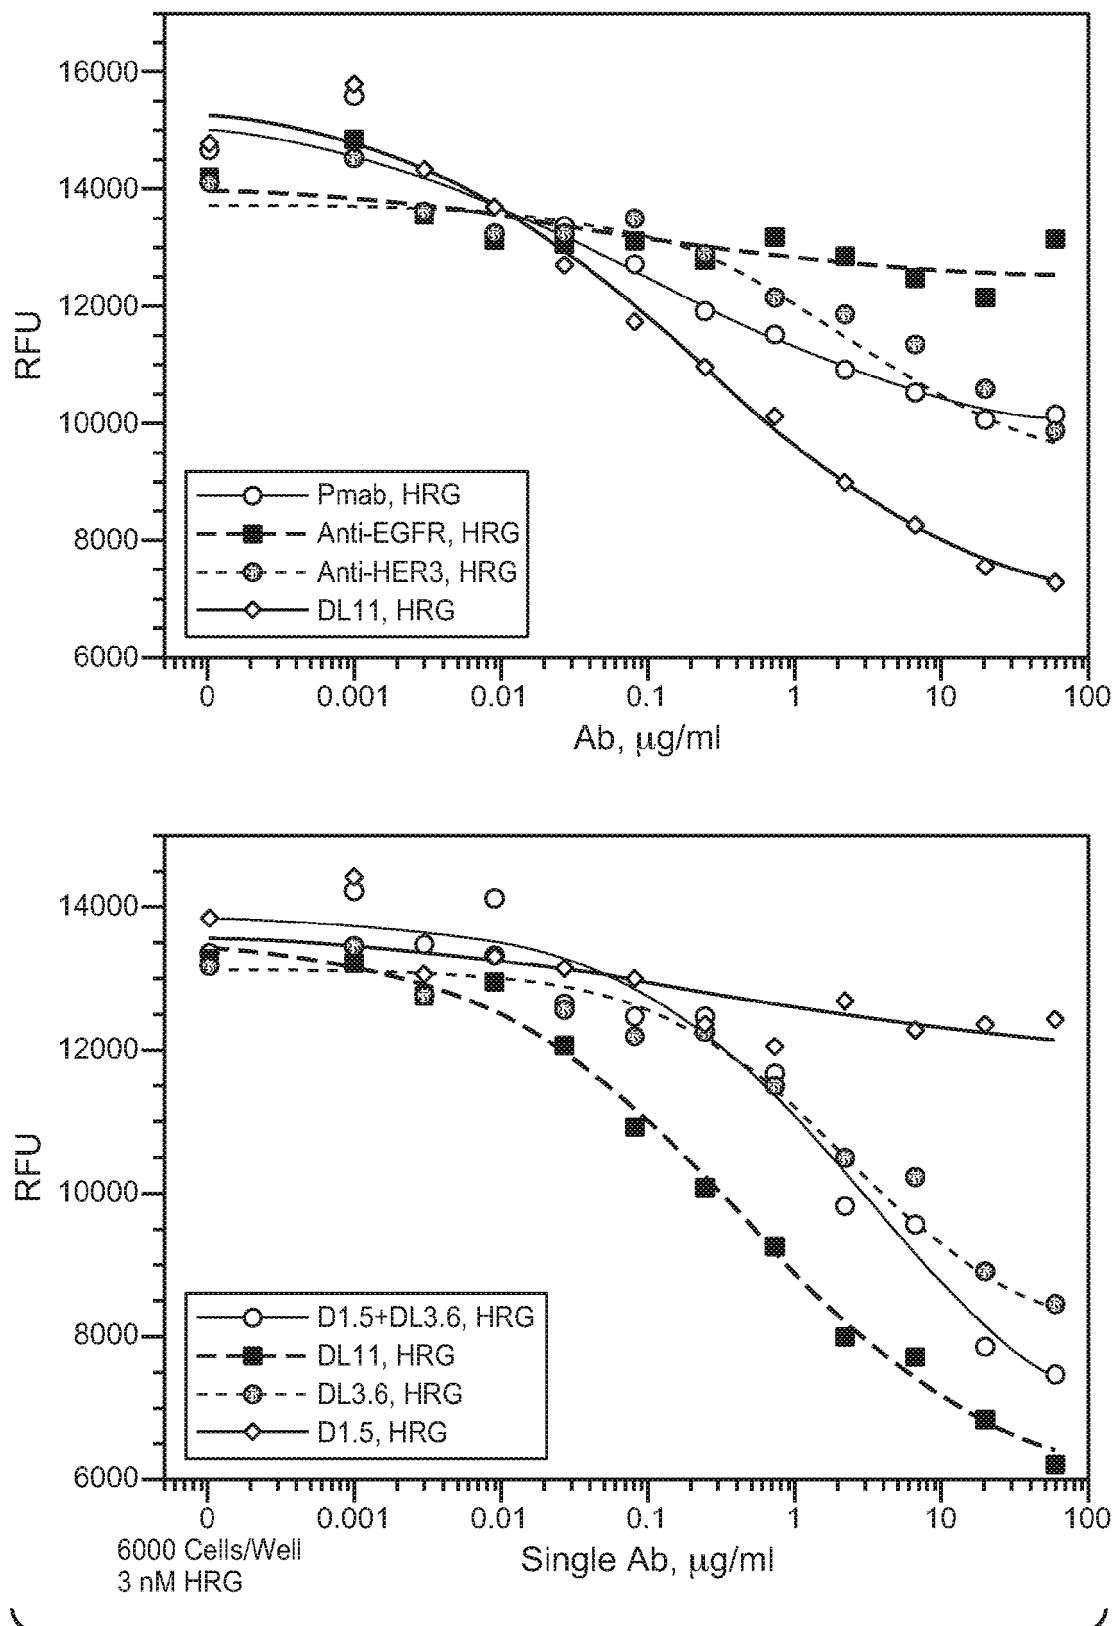 16000
14000
12000
10000
8000
6000
RFU
Pmab, HRG
Anti-EGFR, HRG
Anti-HER3, HRG
DL11, HRG
0 0.001 0.01 0.1 1 10 100
Ab, μg/ml
14000
12000
10000
8000
6000
RFU
D1.5+DL3.6, HRG
DL11, HRG
DL3.6, HRG
D1.5, HRG
0 0.001 0.01 0.1 1 10 100
6000 Cells/Well
3 nM HRG
Single Ab, μg/ml